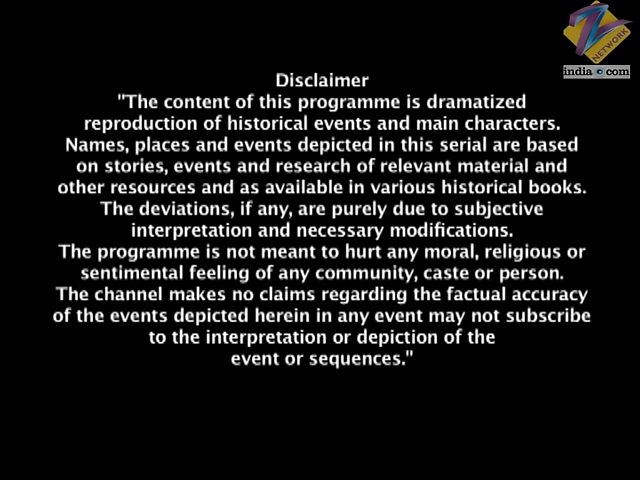 Z
NETWORK
india.com
Disclaimer
"The content of this programme is dramatized
reproduction of historical events and main characters.
Names, places and events depicted in this serial are based
on stories, events and research of relevant material and
other resources and as available in various historical books.
The deviations, if any, are purely due to subjective
interpretation and necessary modifications.
The programme is not meant to hurt any moral, religious or
sentimental feeling of any community, caste or person.
The channel makes no claims regarding the factual accuracy
of the events depicted herein in any event may not subscribe
to the interpretation or depiction of the
event or sequences."